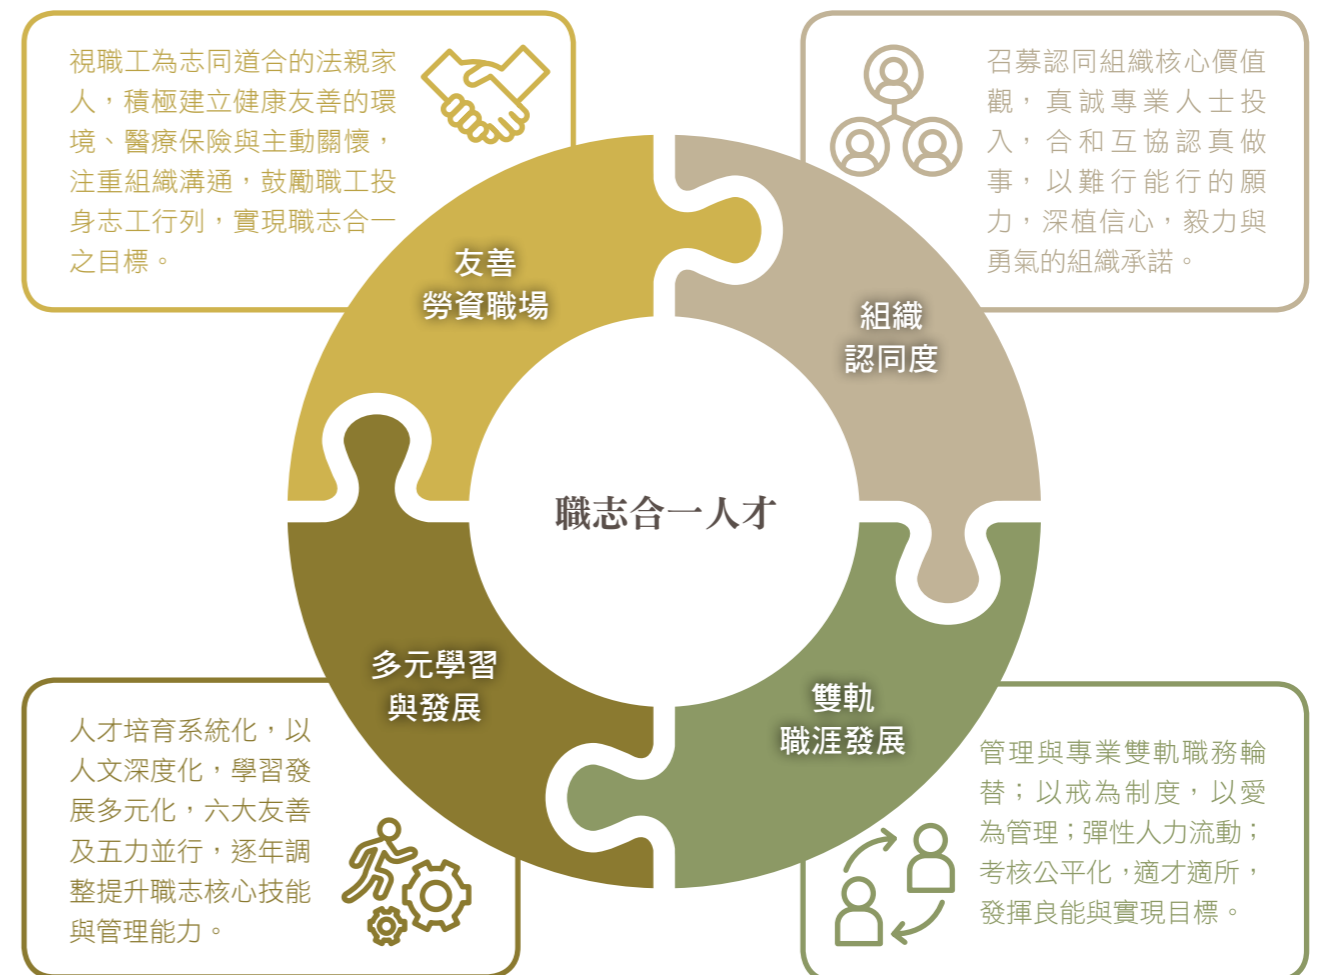 視職工為志同道合的法親家
人，積極建立健康友善的環
境、醫療保險與主動關懷，
注重組織溝通，鼓勵職工投
身志工行列，實現職志合一
之目標。
召募認同組織核心價值
觀，真誠專業人士投
入，合和互協認真做
事，以難行能行的願
力，深植信心，毅力與
勇氣的組織承諾。
友善
勞資職場
組織
認同度
職志合一人才
多元學習
與發展
雙軌
職涯發展
人才培育系統化，以
人文深度化，學習發
展多元化，六大友善
及五力並行，逐年調
整提升職志核心技能
與管理能力。
管理與專業雙軌職務輪
替；以戒為制度，以愛
為管理；彈性人力流動；
考核公平化，適才適所，
發揮良能與實現目標。